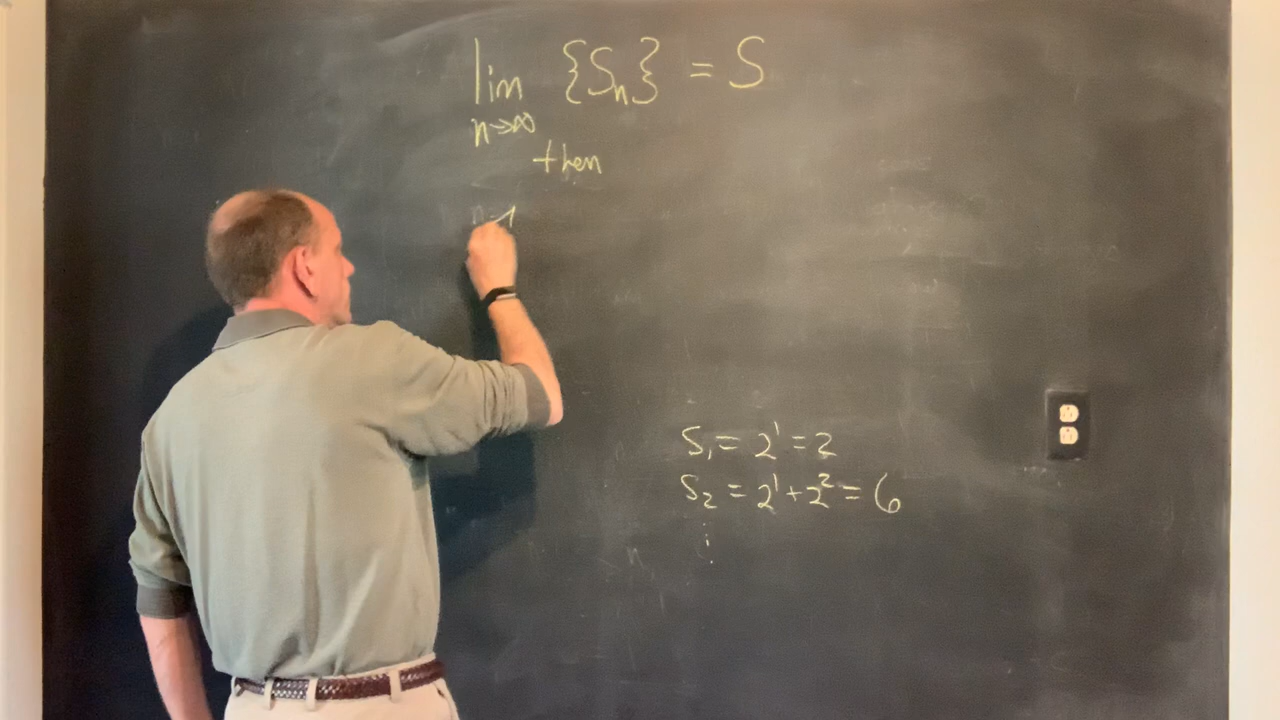 lim {Sn} = S
n→∞
then
S₁ = 2¹ = 2
S₂ = 2¹ + 2² = 6
⋮